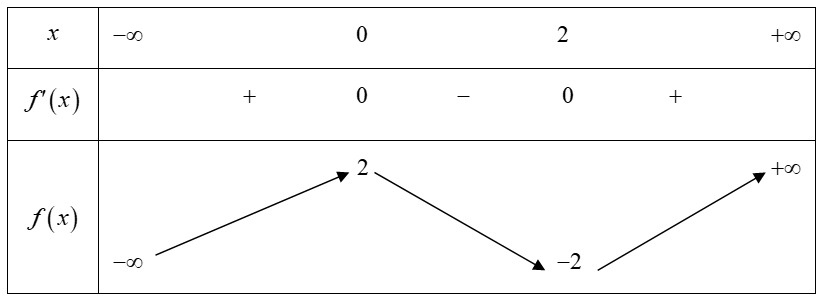 x −∞ 0 2 +∞
f′(x) + 0 − 0 +
2 +∞
f(x)
−∞ −2